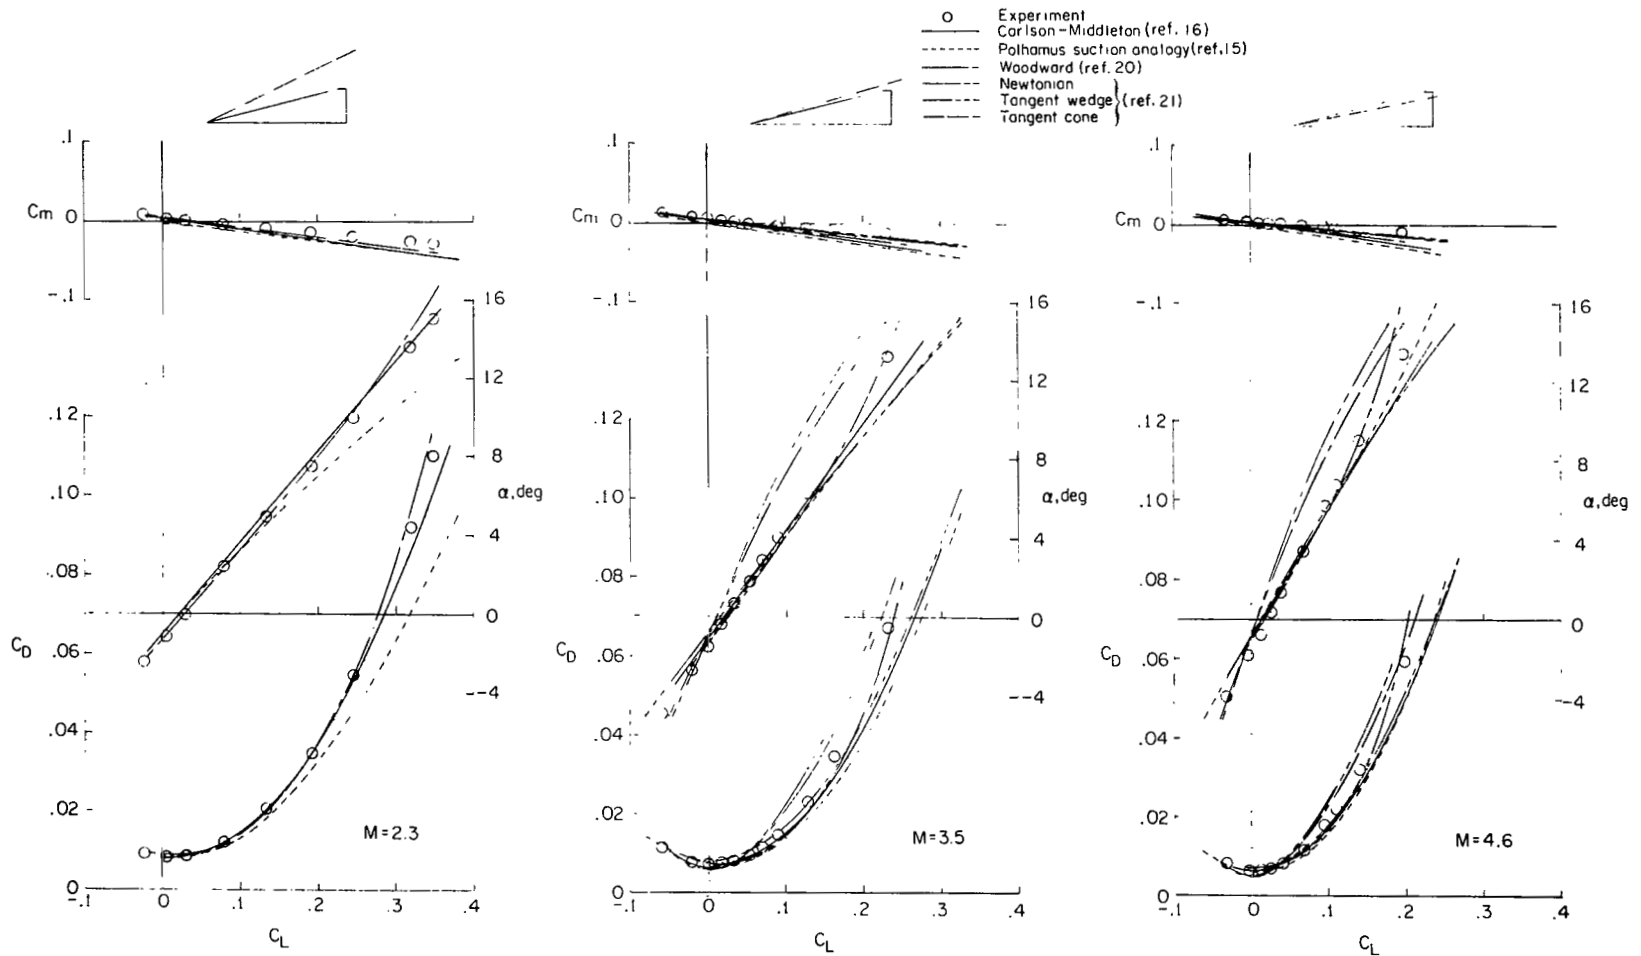 Experiment
Carlson-Middleton (ref. 16)
Polhamus suction analogy (ref. 15)
Woodward (ref. 20)
Newtonian
Tangent wedge (ref. 21)
Tangent cone
.1
Cm 0
-.1
16
12
8
α, deg
4
0
-4
.12
.10
.08
CD .06
.04
.02
0
M=2.3
-.1 0 .1 .2 .3 .4
CL
.1
Cm 0
-.1
16
12
8
α, deg
4
0
-4
.12
.10
.08
CD .06
.04
.02
0
M=3.5
-.1 0 .1 .2 .3 .4
CL
.1
Cm 0
-.1
16
12
8
α, deg
4
0
-4
.12
.10
.08
CD .06
.04
.02
0
M=4.6
-.1 0 .1 .2 .3 .4
CL